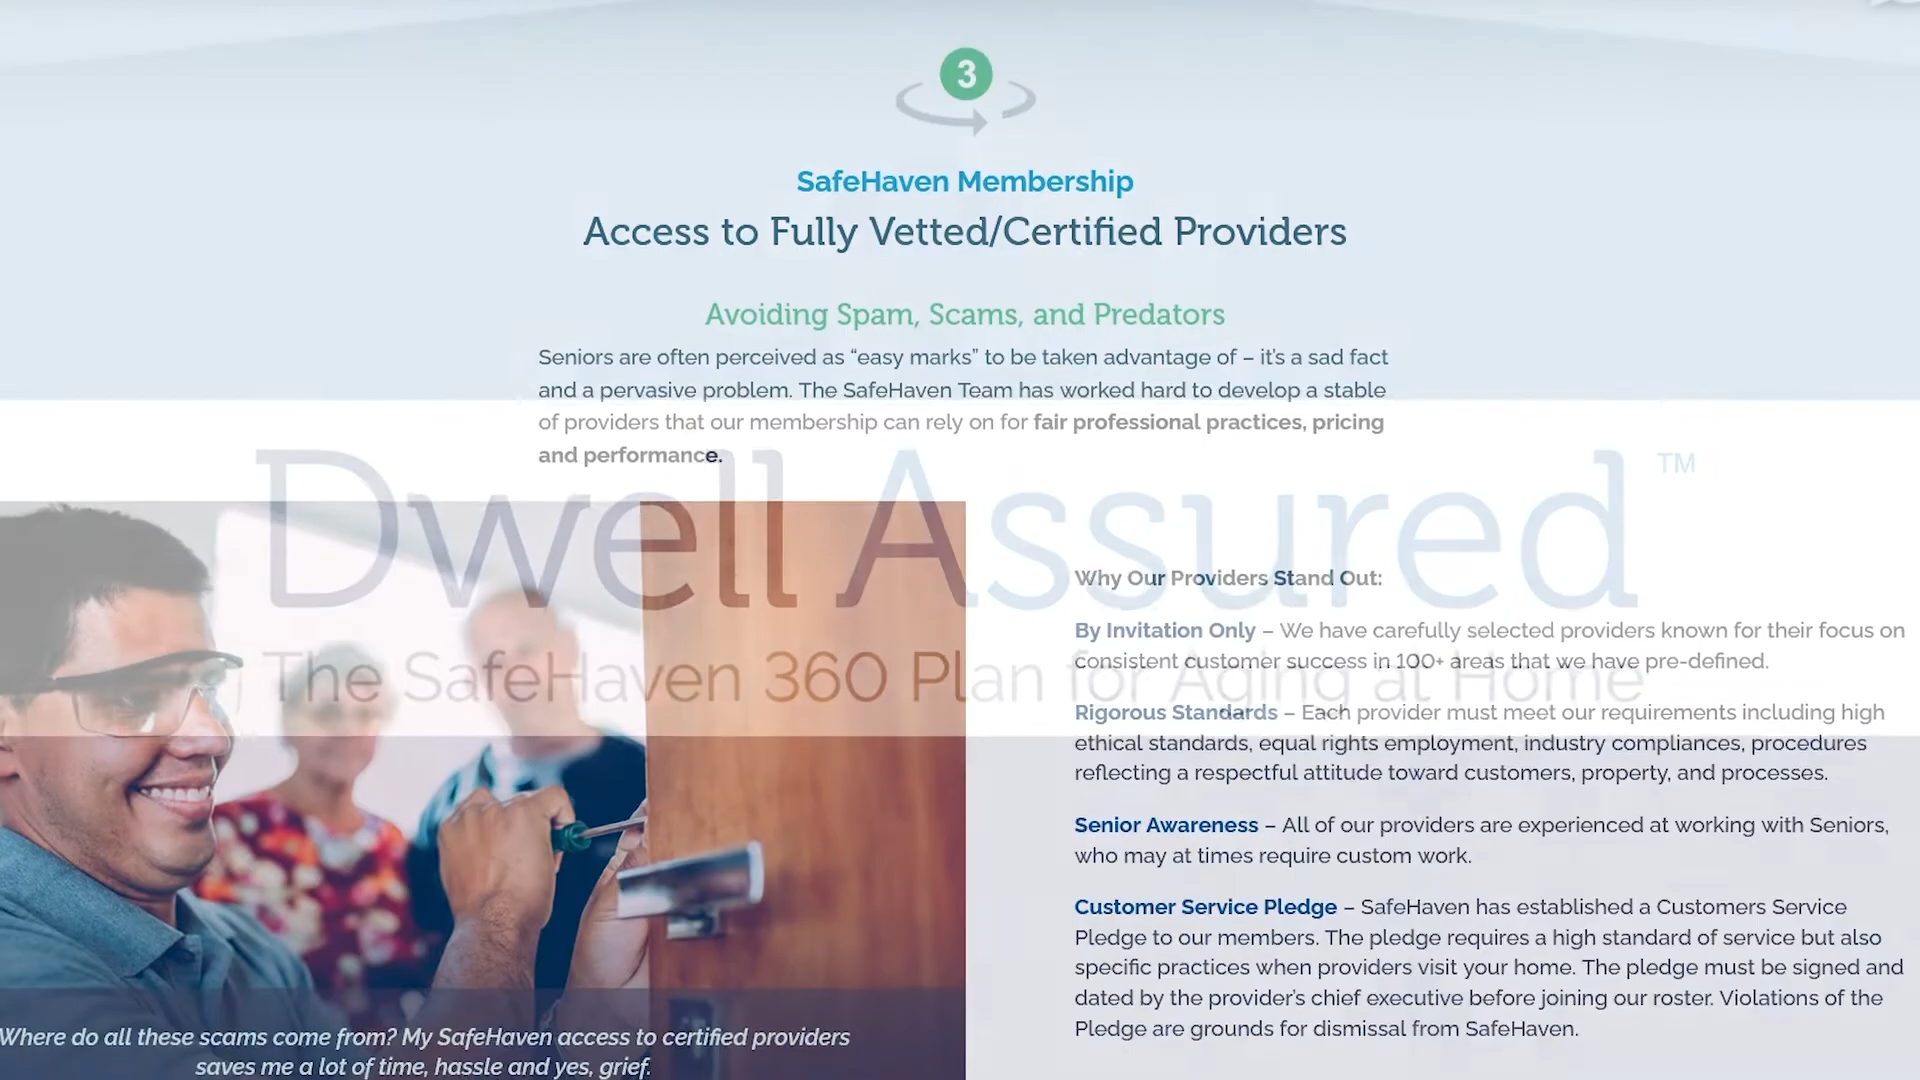 3
SafeHaven Membership
Access to Fully Vetted/Certified Providers
Avoiding Spam, Scams, and Predators
Seniors are often perceived as “easy marks” to be taken advantage of – it’s a sad fact
and a pervasive problem. The SafeHaven Team has worked hard to develop a stable
of providers that our membership can rely on for fair professional practices, pricing
and performance.
Dwell Assured™
The SafeHaven 360 Plan for Aging at Home
Why Our Providers Stand Out:
By Invitation Only – We have carefully selected providers known for their focus on
consistent customer success in 100+ areas that we have pre-defined.
Rigorous Standards – Each provider must meet our requirements including high
ethical standards, equal rights employment, industry compliances, procedures
reflecting a respectful attitude toward customers, property, and processes.
Senior Awareness – All of our providers are experienced at working with Seniors,
who may at times require custom work.
Customer Service Pledge – SafeHaven has established a Customers Service
Pledge to our members. The pledge requires a high standard of service but also
specific practices when providers visit your home. The pledge must be signed and
dated by the provider’s chief executive before joining our roster. Violations of the
Pledge are grounds for dismissal from SafeHaven.
Where do all these scams come from? My SafeHaven access to certified providers
saves me a lot of time, hassle and yes, grief.